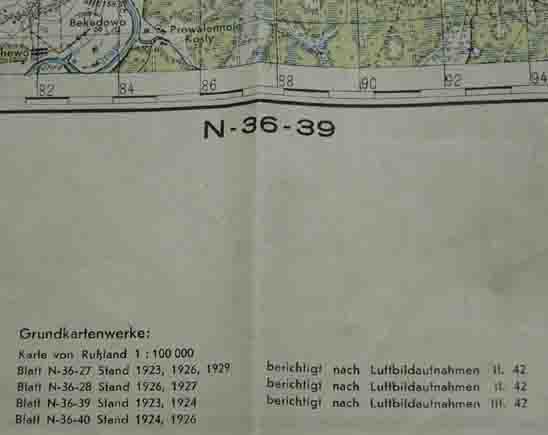 Bekedowo
Prowalennoje
Kosly
hewo
82 84 86 88 90 92 94
N-36-39
Grundkartenwerke:
Karte von Rußland 1 : 100 000
Blatt N-36-27 Stand 1923, 1926, 1929 berichtigt nach Luftbildaufnahmen II. 42
Blatt N-36-28 Stand 1926, 1927 berichtigt nach Luftbildaufnahmen II. 42
Blatt N-36-39 Stand 1923, 1924 berichtigt nach Luftbildaufnahmen III. 42
Blatt N-36-40 Stand 1924, 1926